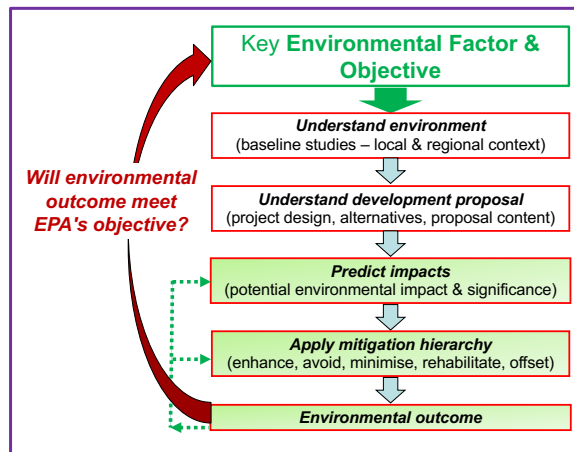 Key Environmental Factor &
Objective
Understand environment
(baseline studies – local & regional context)
Will environmental
outcome meet
EPA's objective?
Understand development proposal
(project design, alternatives, proposal content)
Predict impacts
(potential environmental impact & significance)
Apply mitigation hierarchy
(enhance, avoid, minimise, rehabilitate, offset)
Environmental outcome